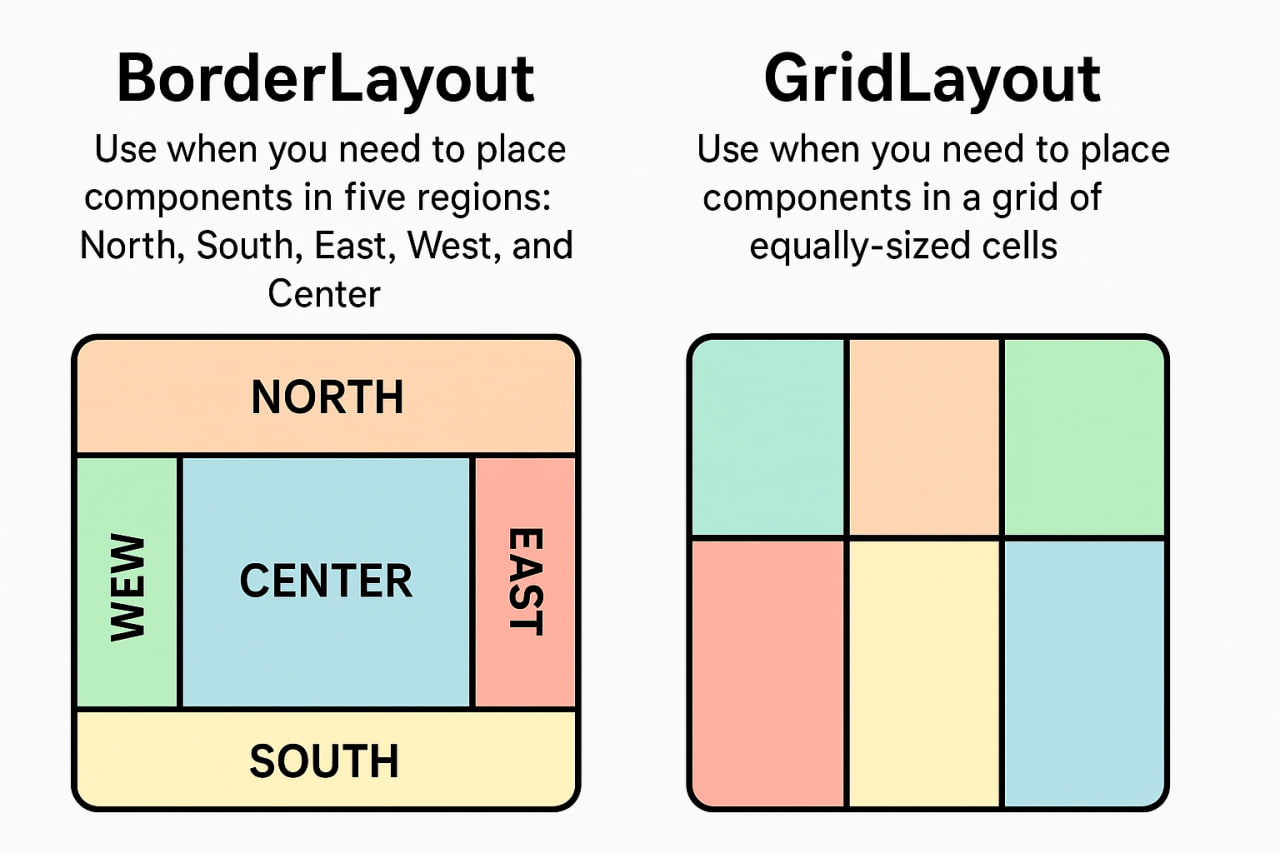 BorderLayout
Use when you need to place
components in five regions:
North, South, East, West, and
Center
NORTH
WEW
CENTER
EAST
SOUTH
GridLayout
Use when you need to place
components in a grid of
equally-sized cells